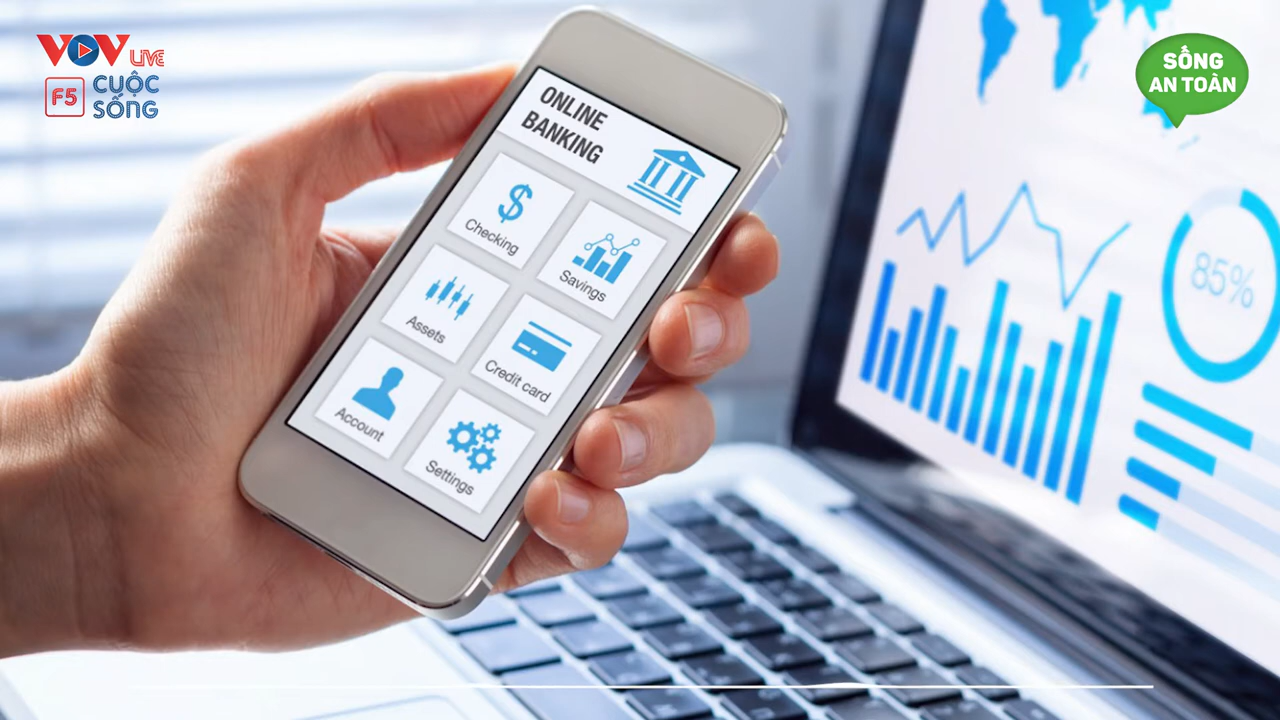 VOV LIVE
F5 CUỘC
SỐNG
SỐNG
AN TOÀN
ONLINE
BANKING
$
Checking
Savings
Assets
Credit card
Account
Settings
85%